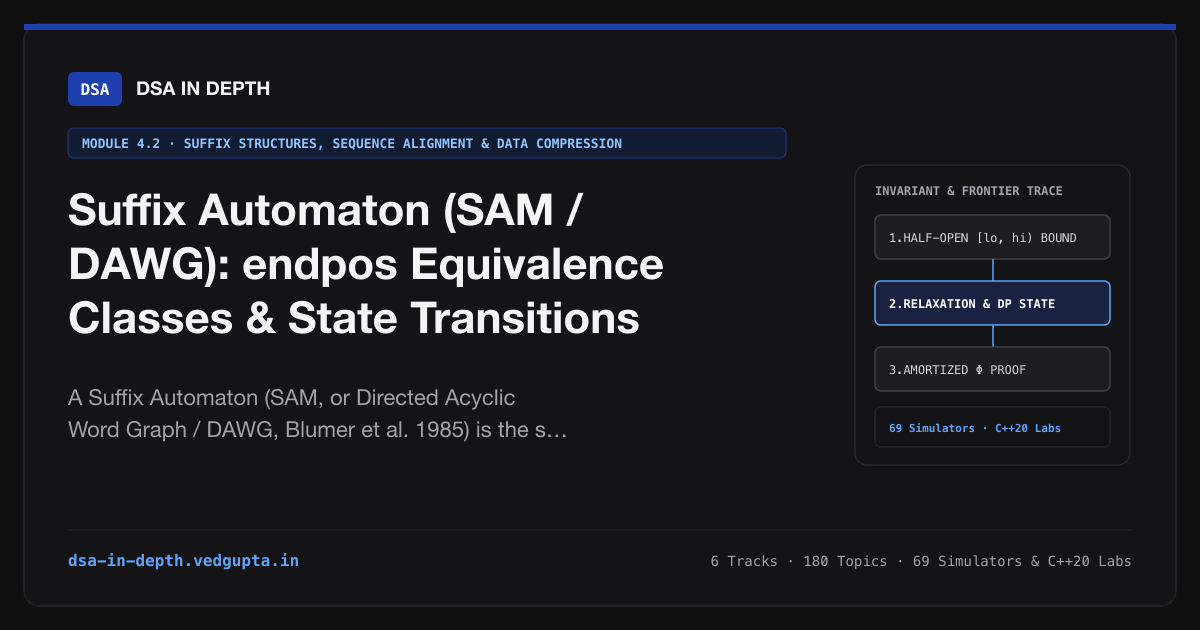 DSA DSA IN DEPTH
MODULE 4.2 · SUFFIX STRUCTURES, SEQUENCE ALIGNMENT & DATA COMPRESSION
Suffix Automaton (SAM /
DAWG): endpos Equivalence
Classes & State Transitions
A Suffix Automaton (SAM, or Directed Acyclic
Word Graph / DAWG, Blumer et al. 1985) is the s…
INVARIANT & FRONTIER TRACE
1.HALF-OPEN [lo, hi) BOUND
2.RELAXATION & DP STATE
3.AMORTIZED Φ PROOF
69 Simulators · C++20 Labs
dsa-in-depth.vedgupta.in
6 Tracks · 180 Topics · 69 Simulators & C++20 Labs